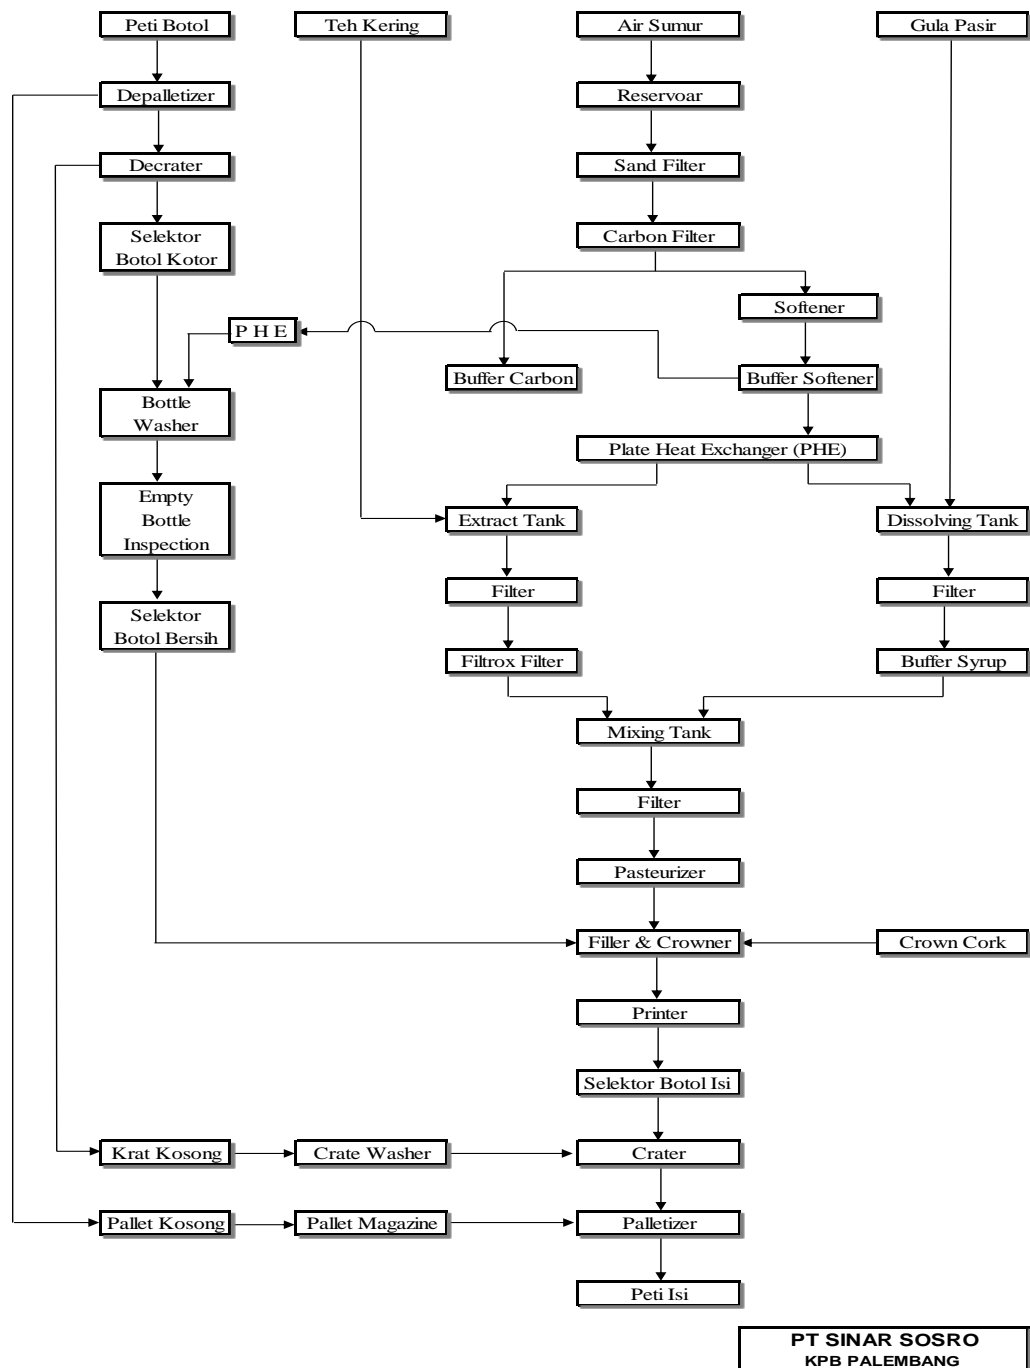 Peti Botol
Teh Kering
Air Sumur
Gula Pasir
Depalletizer
Reservoar
Decrater
Sand Filter
Selektor
Botol Kotor
Carbon Filter
Softener
P H E
Buffer Carbon
Buffer Softener
Bottle
Washer
Plate Heat Exchanger (PHE)
Empty
Bottle
Inspection
Extract Tank
Dissolving Tank
Filter
Filter
Selektor
Botol Bersih
Filtrox Filter
Buffer Syrup
Mixing Tank
Filter
Pasteurizer
Filler & Crowner
Crown Cork
Printer
Selektor Botol Isi
Krat Kosong
Crate Washer
Crater
Pallet Kosong
Pallet Magazine
Palletizer
Peti Isi
PT SINAR SOSRO
KPB PALEMBANG